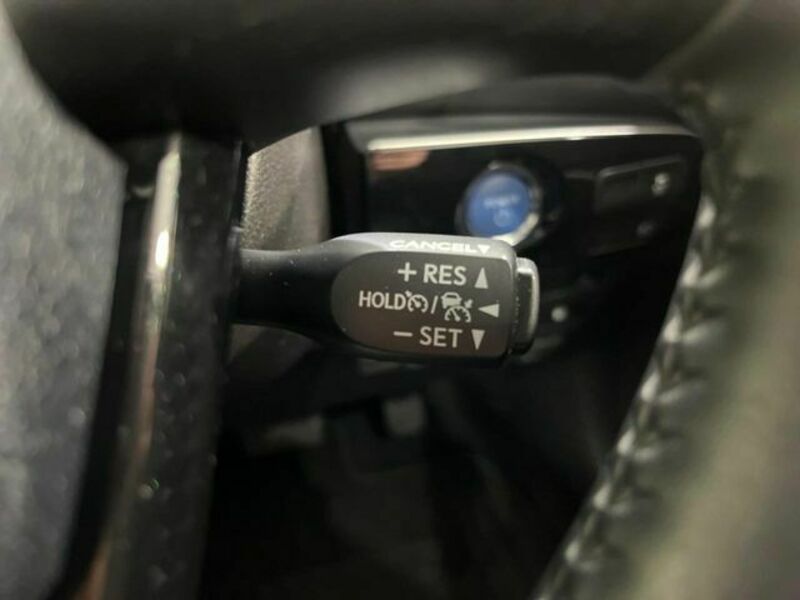 CANCEL▼
+ RES ▲
HOLD / ◄
− SET ▼